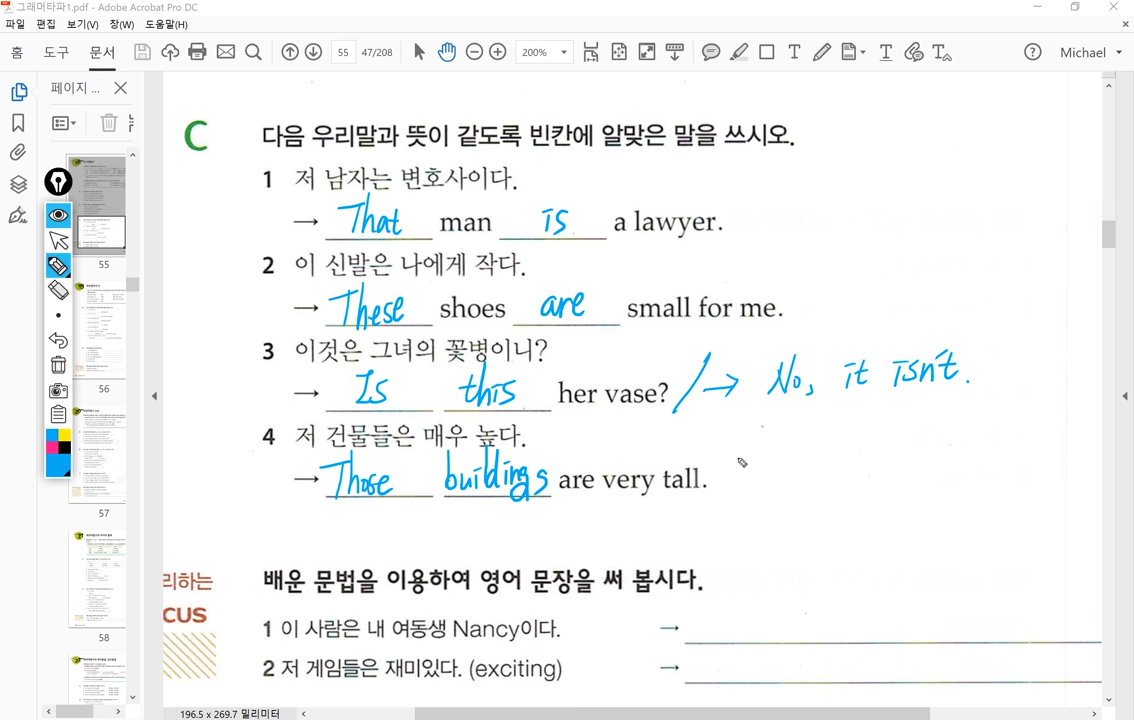 그래머타파1.pdf - Adobe Acrobat Pro DC
파일 편집 보기(V) 창(W) 도움말(H)
홈 도구 문서 55 47/208 200% Michael
페이지 ...
55
56
57
58
C 다음 우리말과 뜻이 같도록 빈칸에 알맞은 말을 쓰시오.
1 저 남자는 변호사이다.
→ That man is a lawyer.
2 이 신발은 나에게 작다.
→ These shoes are small for me.
3 이것은 그녀의 꽃병이니?
→ Is this her vase? / → No, it isn't.
4 저 건물들은 매우 높다.
→ Those buildings are very tall.
리하는 배운 문법을 이용하여 영어 문장을 써 봅시다.
CUS
1 이 사람은 내 여동생 Nancy이다. →
2 저 게임들은 재미있다. (exciting) →
196.5 x 269.7 밀리미터